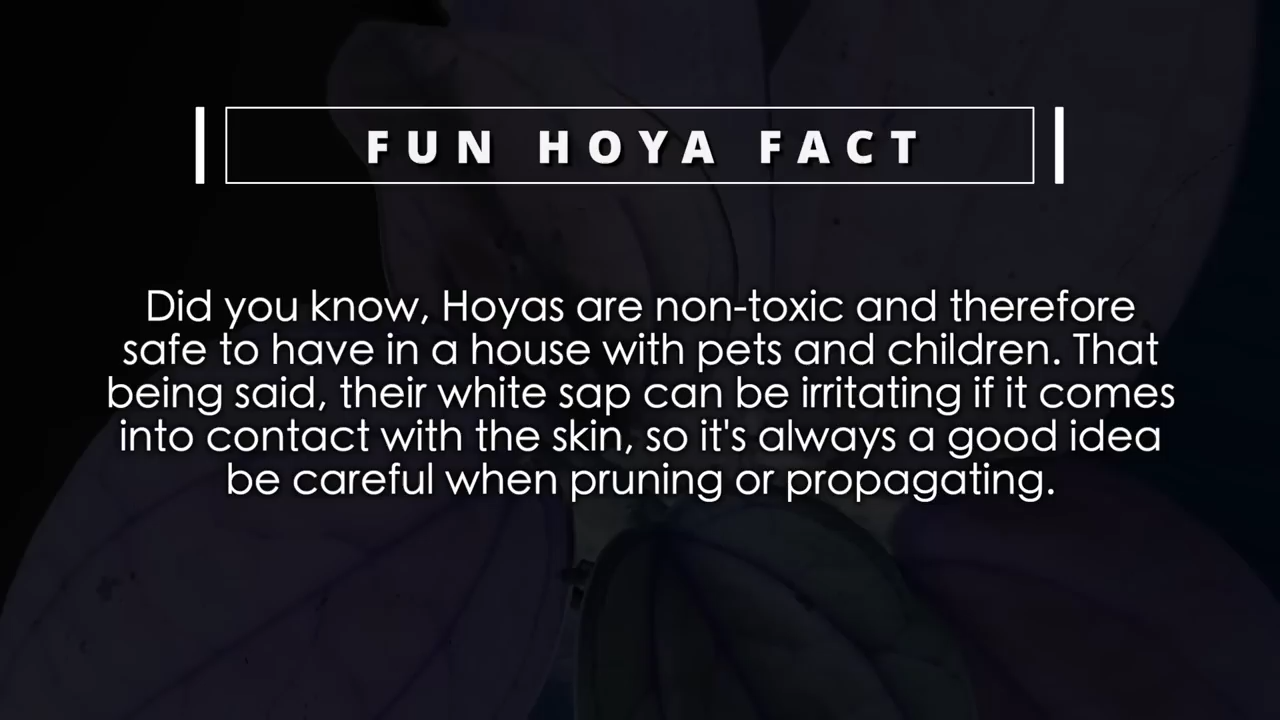 FUN HOYA FACT
Did you know, Hoyas are non-toxic and therefore
safe to have in a house with pets and children. That
being said, their white sap can be irritating if it comes
into contact with the skin, so it's always a good idea
be careful when pruning or propagating.